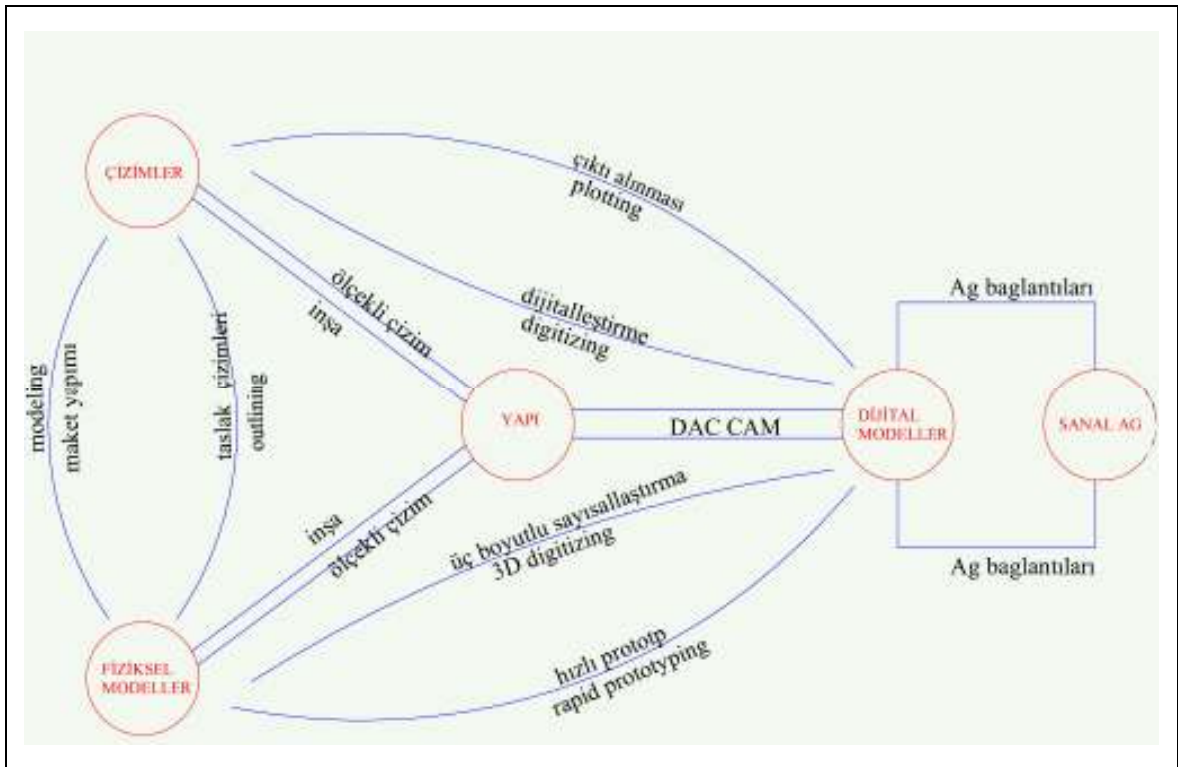 ÇİZİMLER
çıktı alınması
plotting
dijitalleştirme
digitizing
ölçekli çizim
inşa
modeling
maket yapımı
taslak çizimleri
outlining
Ag baglantıları
YAPI
DAC CAM
DİJİTAL
MODELLER
SANAL AG
inşa
ölçekli çizim
üç boyutlu sayısallaştırma
3D digitizing
Ag baglantıları
FİZİKSEL
MODELLER
hızlı prototp
rapid prototyping